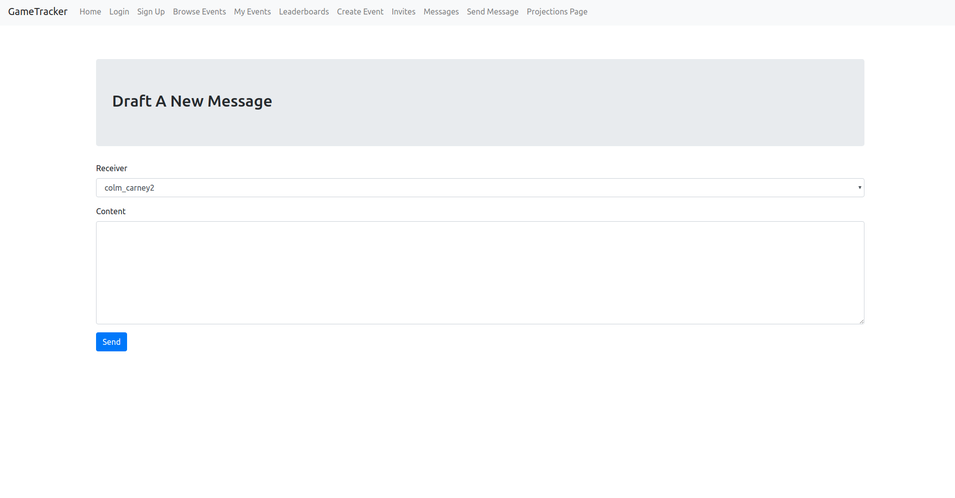 GameTracker Home Login Sign Up Browse Events My Events Leaderboards Create Event Invites Messages Send Message Projections Page
Draft A New Message
Receiver
colm_carney2
Content
Send